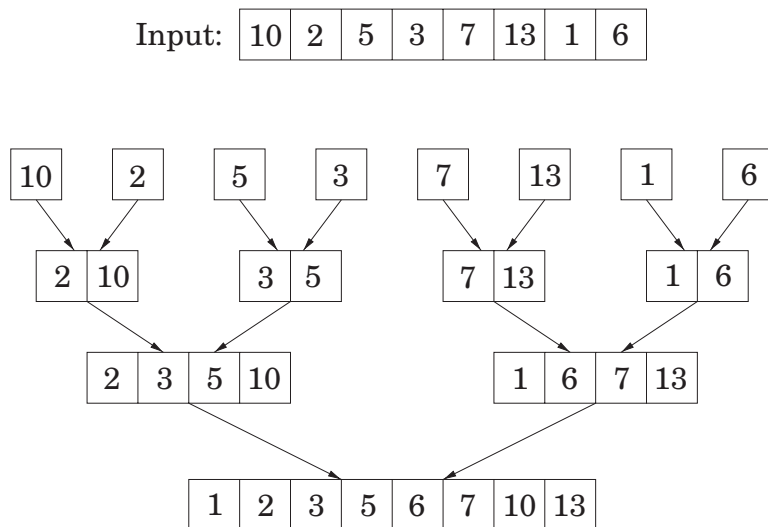 Input: 10 2 5 3 7 13 1 6
10 2 5 3 7 13 1 6
2 10 3 5 7 13 1 6
2 3 5 10 1 6 7 13
1 2 3 5 6 7 10 13